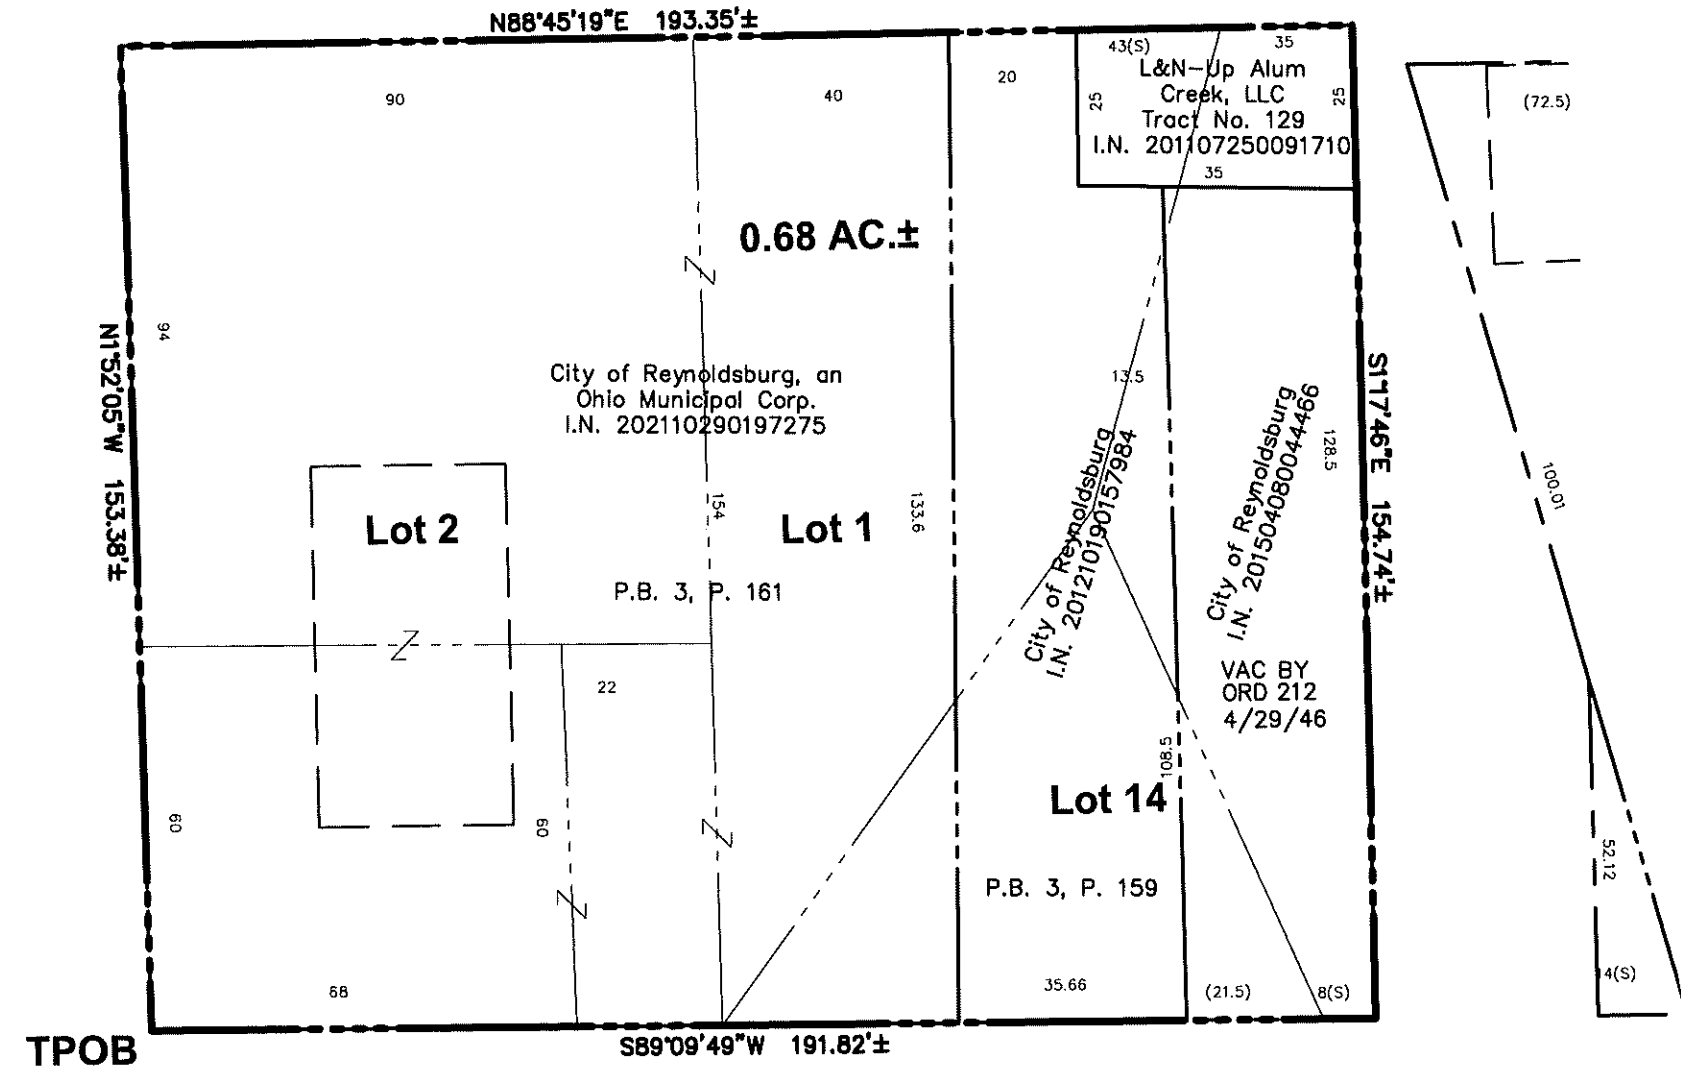 N88°45'19"E 193.35'±
90
40
20
43(S)
35
L&N-Up Alum
Creek, LLC
Tract No. 129
I.N. 201107250091710
25
25
35
(72.5)
0.68 AC.±
94
N1°52'05"W 153.38'±
City of Reynoldsburg, an
Ohio Municipal Corp.
I.N. 202110290197275
13.5
City of Reynoldsburg
I.N. 201210190157984
City of Reynoldsburg
I.N. 201504080044466
128.5
S1°17'46"E 154.74'±
100.01
Lot 2
154
Lot 1
133.6
P.B. 3, P. 161
22
VAC BY
ORD 212
4/29/46
108.5
Lot 14
60
60
52.12
P.B. 3, P. 159
68
35.66
(21.5)
8(S)
4(S)
TPOB
S89°09'49"W 191.82'±